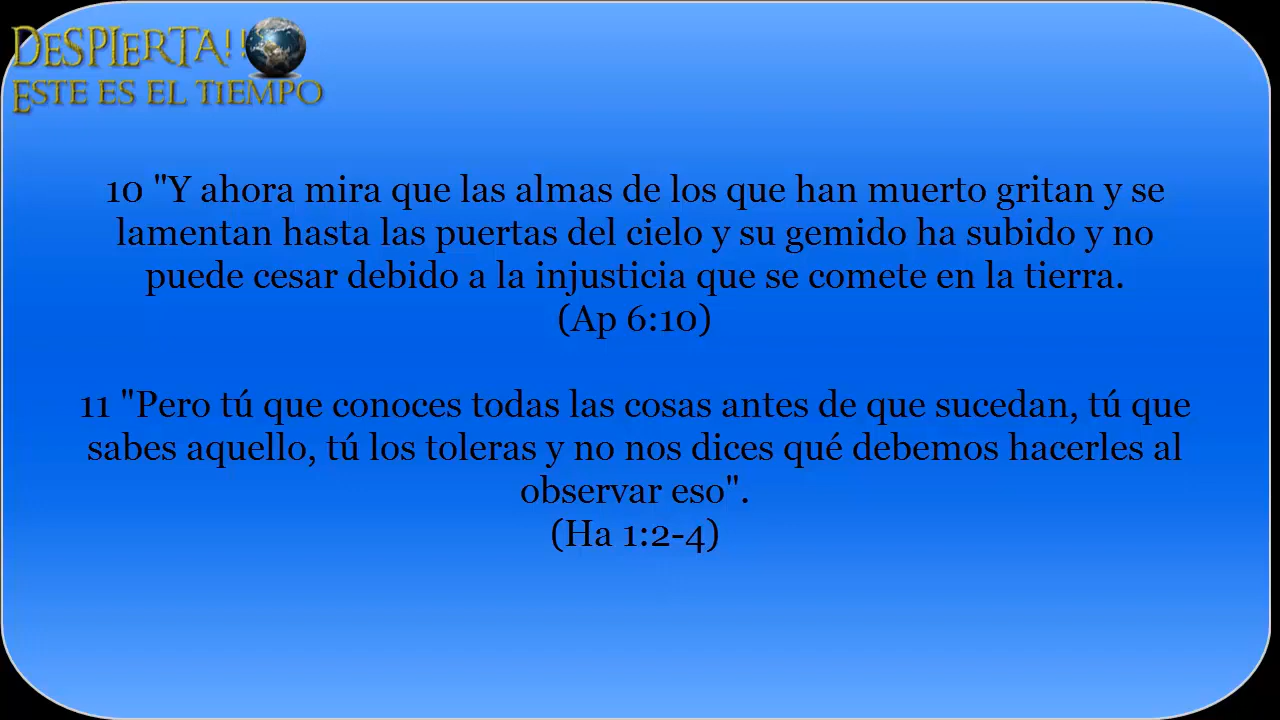 DESPIERTA!!
ESTE ES EL TIEMPO
10 "Y ahora mira que las almas de los que han muerto gritan y se
lamentan hasta las puertas del cielo y su gemido ha subido y no
puede cesar debido a la injusticia que se comete en la tierra.
(Ap 6:10)
11 "Pero tú que conoces todas las cosas antes de que sucedan, tú que
sabes aquello, tú los toleras y no nos dices qué debemos hacerles al
observar eso".
(Ha 1:2-4)